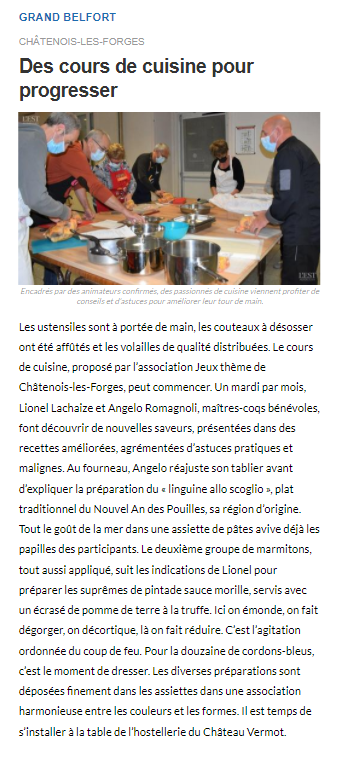 GRAND BELFORT
CHÂTENOIS-LES-FORGES
Des cours de cuisine pour
progresser
L'EST
L'EST
Encadrés par des animateurs confirmés, des passionnés de cuisine viennent profiter de
conseils et d'astuces pour améliorer leur tour de main.
Les ustensiles sont à portée de main, les couteaux à désosser
ont été affûtés et les volailles de qualité distribuées. Le cours
de cuisine, proposé par l'association Jeux thème de
Châtenois-les-Forges, peut commencer. Un mardi par mois,
Lionel Lachaize et Angelo Romagnoli, maîtres-coqs bénévoles,
font découvrir de nouvelles saveurs, présentées dans des
recettes améliorées, agrémentées d'astuces pratiques et
malignes. Au fourneau, Angelo réajuste son tablier avant
d'expliquer la préparation du « linguine allo scoglio », plat
traditionnel du Nouvel An des Pouilles, sa région d'origine.
Tout le goût de la mer dans une assiette de pâtes avive déjà les
papilles des participants. Le deuxième groupe de marmitons,
tout aussi appliqué, suit les indications de Lionel pour
préparer les suprêmes de pintade sauce morille, servis avec
un écrasé de pomme de terre à la truffe. Ici on émonde, on fait
dégorger, on décortique, là on fait réduire. C'est l'agitation
ordonnée du coup de feu. Pour la douzaine de cordons-bleus,
c'est le moment de dresser. Les diverses préparations sont
déposées finement dans les assiettes dans une association
harmonieuse entre les couleurs et les formes. Il est temps de
s'installer à la table de l'hostellerie du Château Vermot.